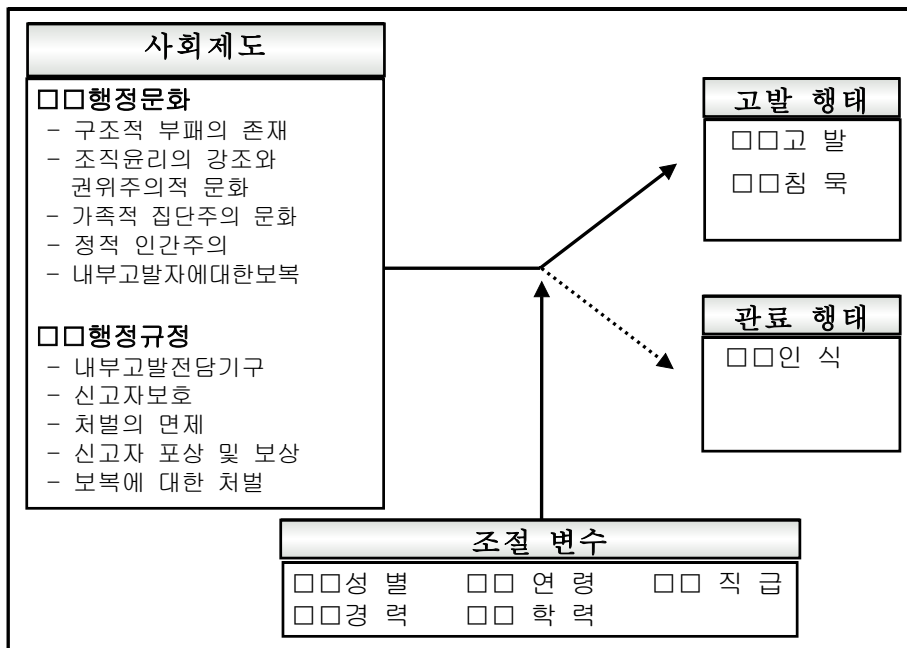 사회제도
□□행정문화
- 구조적 부패의 존재
- 조직윤리의 강조와
권위주의적 문화
- 가족적 집단주의 문화
- 정적 인간주의
- 내부고발자에대한보복
□□행정규정
- 내부고발전담기구
- 신고자보호
- 처벌의 면제
- 신고자 포상 및 보상
- 보복에 대한 처벌
고발 행태
□□고 발
□□침 묵
관료 행태
□□인 식
조절 변수
□□성 별 □□ 연 령 □□ 직 급
□□경 력 □□ 학 력